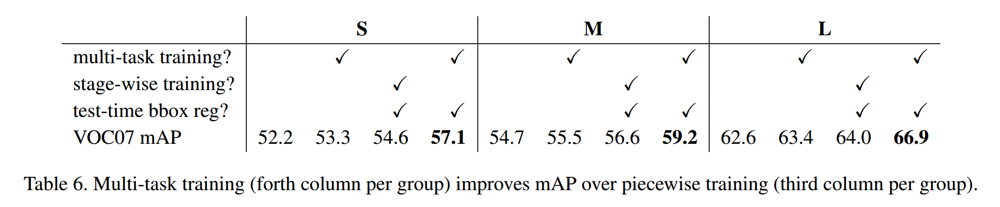 S M L
multi-task training? ✓ ✓ ✓ ✓ ✓ ✓
stage-wise training? ✓ ✓ ✓
test-time bbox reg? ✓ ✓ ✓ ✓ ✓ ✓
VOC07 mAP 52.2 53.3 54.6 57.1 54.7 55.5 56.6 59.2 62.6 63.4 64.0 66.9
Table 6. Multi-task training (forth column per group) improves mAP over piecewise training (third column per group).